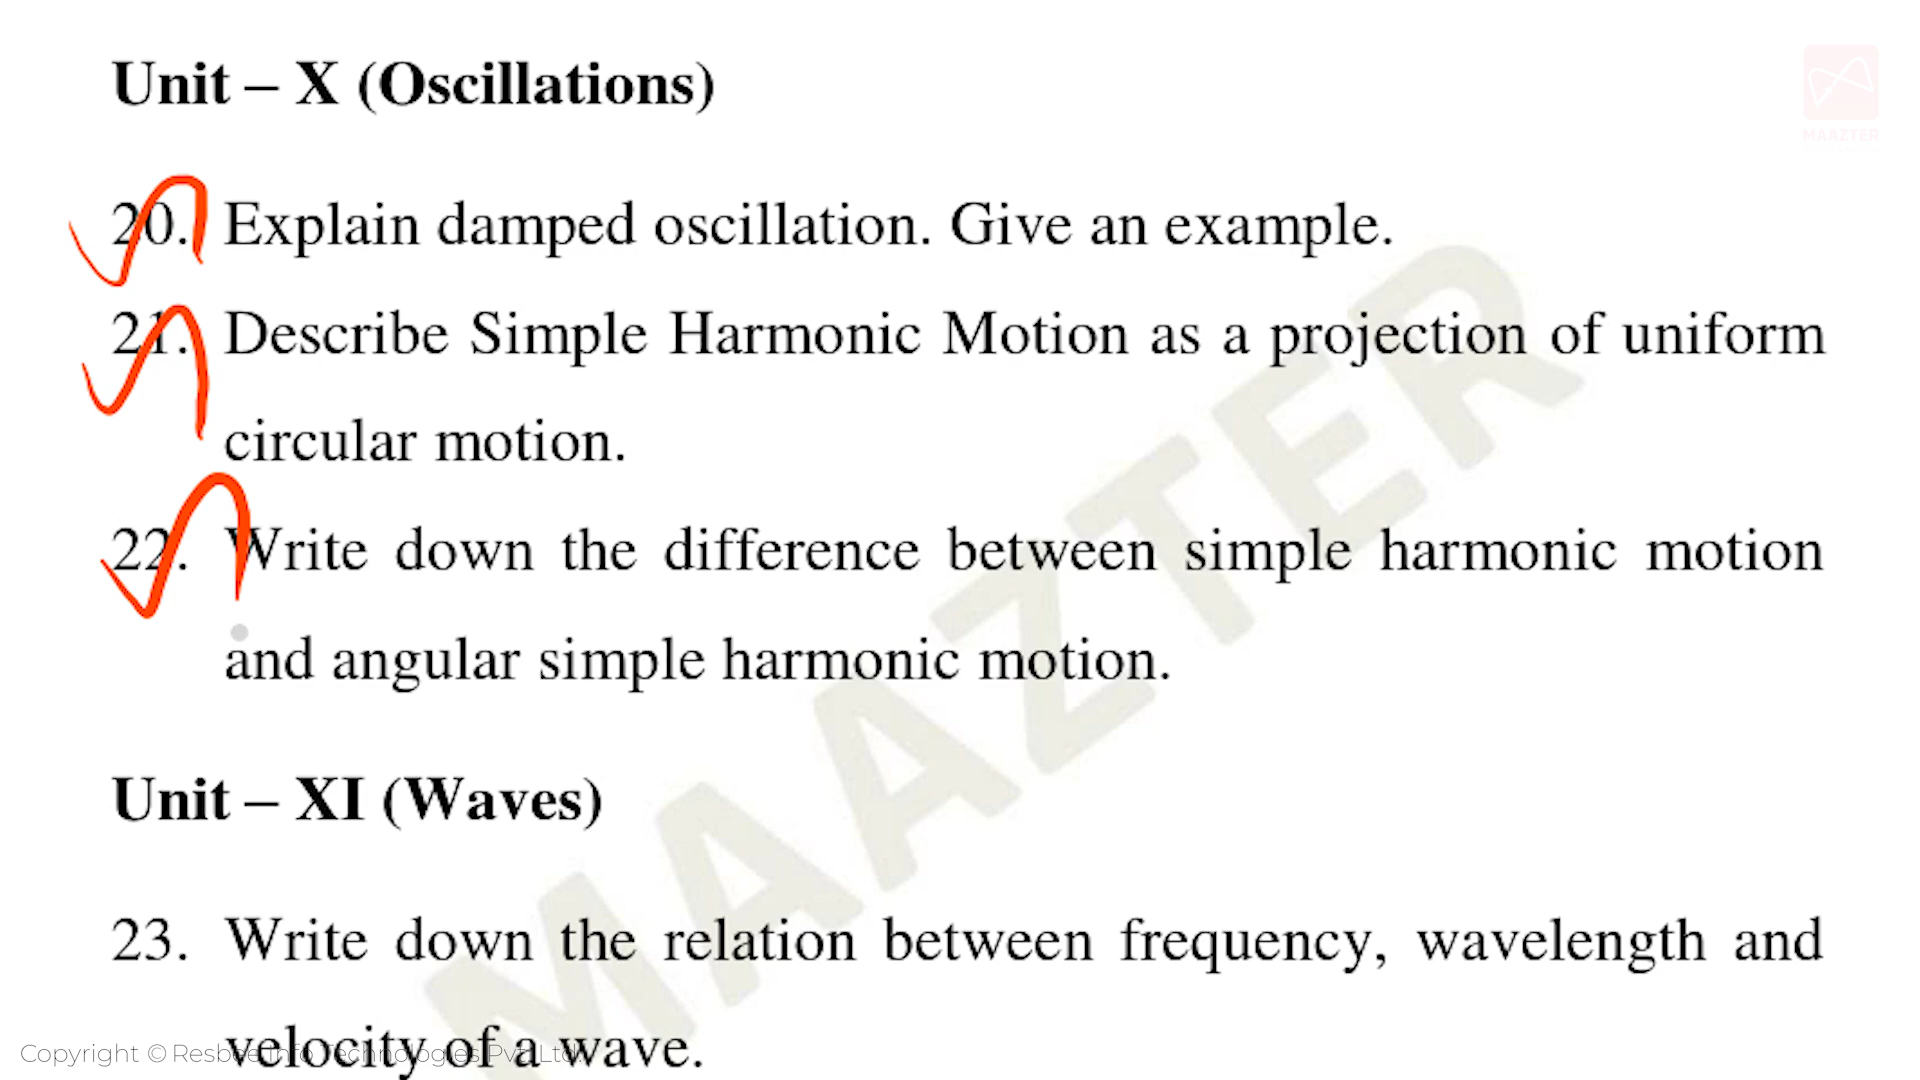 Unit – X (Oscillations)
MAAZTER
20. Explain damped oscillation. Give an example.
21. Describe Simple Harmonic Motion as a projection of uniform
circular motion.
22. Write down the difference between simple harmonic motion
and angular simple harmonic motion.
MAAZTER
Unit – XI (Waves)
23. Write down the relation between frequency, wavelength and
velocity of a wave.
Copyright © Resbee Info Technologies Pvt. Ltd.